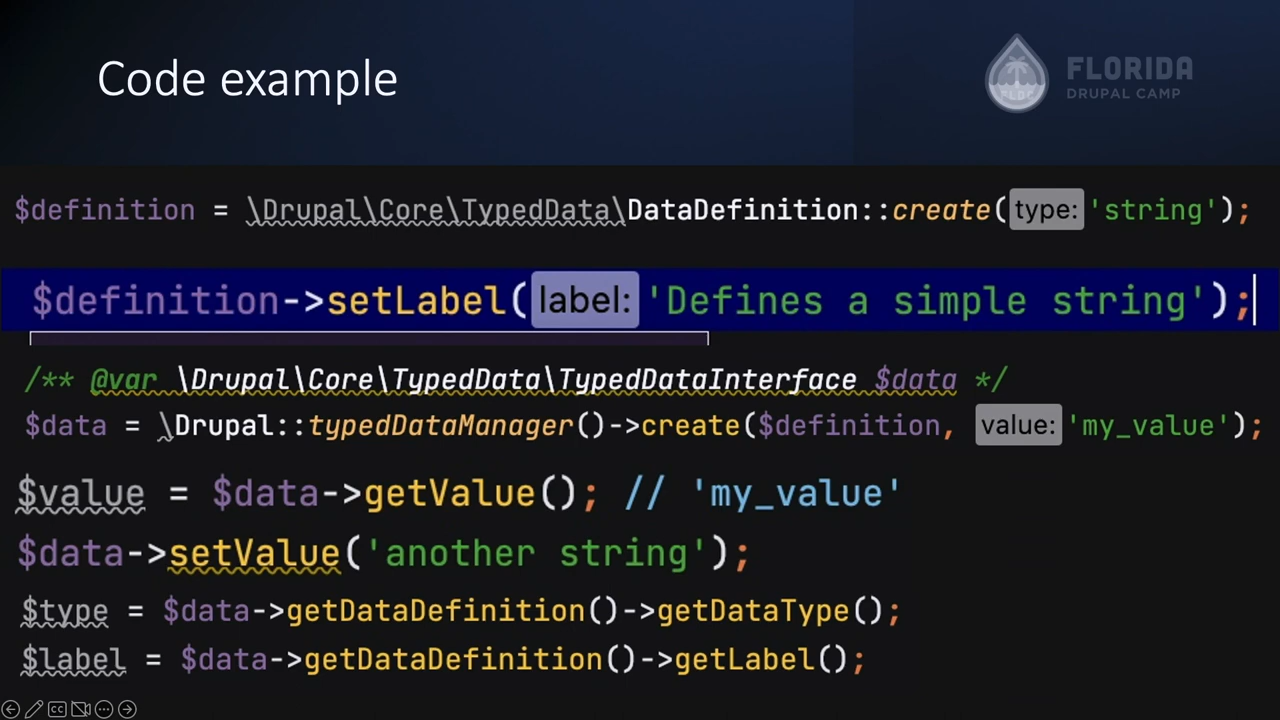 Code example
FLORIDA
DRUPAL CAMP
FLDC
$definition = \Drupal\Core\TypedData\DataDefinition::create( type: 'string');
$definition->setLabel( label: 'Defines a simple string');
/** @var \Drupal\Core\TypedData\TypedDataInterface $data */
$data = \Drupal::typedDataManager()->create($definition, value: 'my_value');
$value = $data->getValue(); // 'my_value'
$data->setValue('another string');
$type = $data->getDataDefinition()->getDataType();
$label = $data->getDataDefinition()->getLabel();
CC